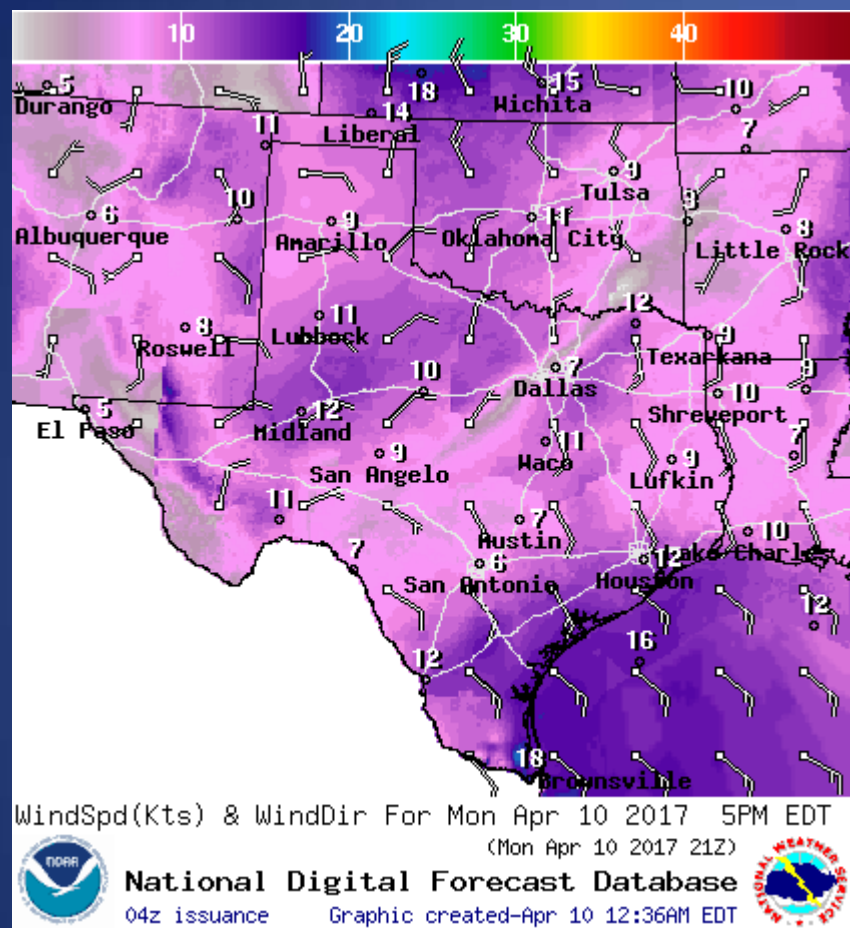 10 20 30 40
5 18 15 10
Durango Wichita
14
Liberal
11 7
9
Tulsa
6 10 9 11 9 8
Albuquerque Amarillo Oklahoma City Little Rock
8 11 12 9
Roswell Lubbock Texarkana
7
Dallas
10 10 9
5 12 Shreveport
El Paso Midland
9 11 9 7
San Angelo Waco Lufkin
11 7 10
Austin
7 6 12 Lake Charles
San Antonio Houston
12
16
12
18
Brownsville
WindSpd(Kts) & WindDir For Mon Apr 10 2017 5PM EDT
(Mon Apr 10 2017 21Z)
NOAA
National Digital Forecast Database
04z issuance Graphic created-Apr 10 12:36AM EDT
NATIONAL WEATHER SERVICE